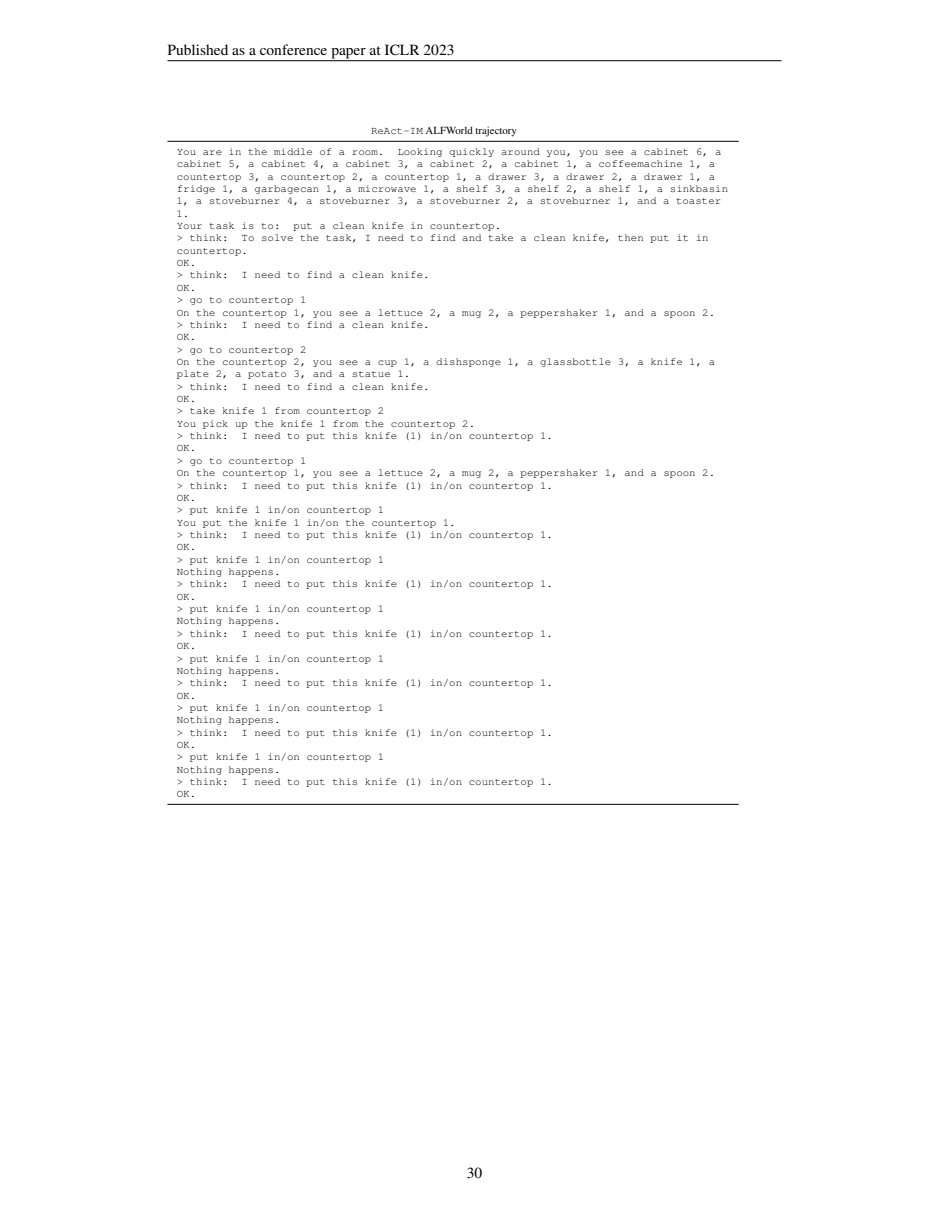 Published as a conference paper at ICLR 2023
ReAct-IM ALFWorld trajectory
You are in the middle of a room. Looking quickly around you, you see a cabinet 6, a
cabinet 5, a cabinet 4, a cabinet 3, a cabinet 2, a cabinet 1, a coffeemachine 1, a
countertop 3, a countertop 2, a countertop 1, a drawer 3, a drawer 2, a drawer 1, a
fridge 1, a garbagecan 1, a microwave 1, a shelf 3, a shelf 2, a shelf 1, a sinkbasin
1, a stoveburner 4, a stoveburner 3, a stoveburner 2, a stoveburner 1, and a toaster
1.
Your task is to: put a clean knife in countertop.
> think: To solve the task, I need to find and take a clean knife, then put it in
countertop.
OK.
> think: I need to find a clean knife.
OK.
> go to countertop 1
On the countertop 1, you see a lettuce 2, a mug 2, a peppershaker 1, and a spoon 2.
> think: I need to find a clean knife.
OK.
> go to countertop 2
On the countertop 2, you see a cup 1, a dishsponge 1, a glassbottle 3, a knife 1, a
plate 2, a potato 3, and a statue 1.
> think: I need to find a clean knife.
OK.
> take knife 1 from countertop 2
You pick up the knife 1 from the countertop 2.
> think: I need to put this knife (1) in/on countertop 1.
OK.
> go to countertop 1
On the countertop 1, you see a lettuce 2, a mug 2, a peppershaker 1, and a spoon 2.
> think: I need to put this knife (1) in/on countertop 1.
OK.
> put knife 1 in/on countertop 1
You put the knife 1 in/on the countertop 1.
> think: I need to put this knife (1) in/on countertop 1.
OK.
> put knife 1 in/on countertop 1
Nothing happens.
> think: I need to put this knife (1) in/on countertop 1.
OK.
> put knife 1 in/on countertop 1
Nothing happens.
> think: I need to put this knife (1) in/on countertop 1.
OK.
> put knife 1 in/on countertop 1
Nothing happens.
> think: I need to put this knife (1) in/on countertop 1.
OK.
> put knife 1 in/on countertop 1
Nothing happens.
> think: I need to put this knife (1) in/on countertop 1.
OK.
> put knife 1 in/on countertop 1
Nothing happens.
> think: I need to put this knife (1) in/on countertop 1.
OK.
30